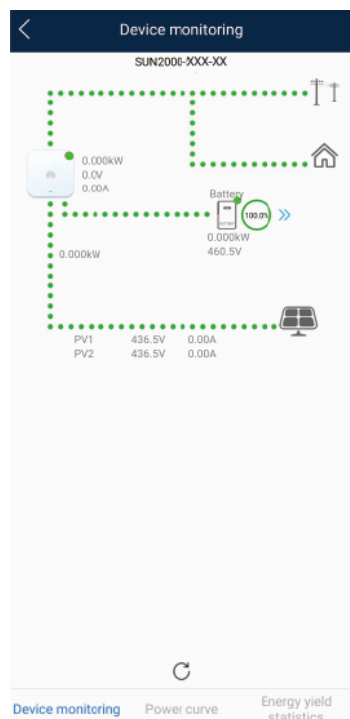 Device monitoring
SUN2000-XXX-XX
0.000kW
0.0V
0.00A
Battery
100.0%
0.000kW
460.5V
0.000kW
PV1 436.5V 0.00A
PV2 436.5V 0.00A
Device monitoring
Power curve
Energy yield
statistics